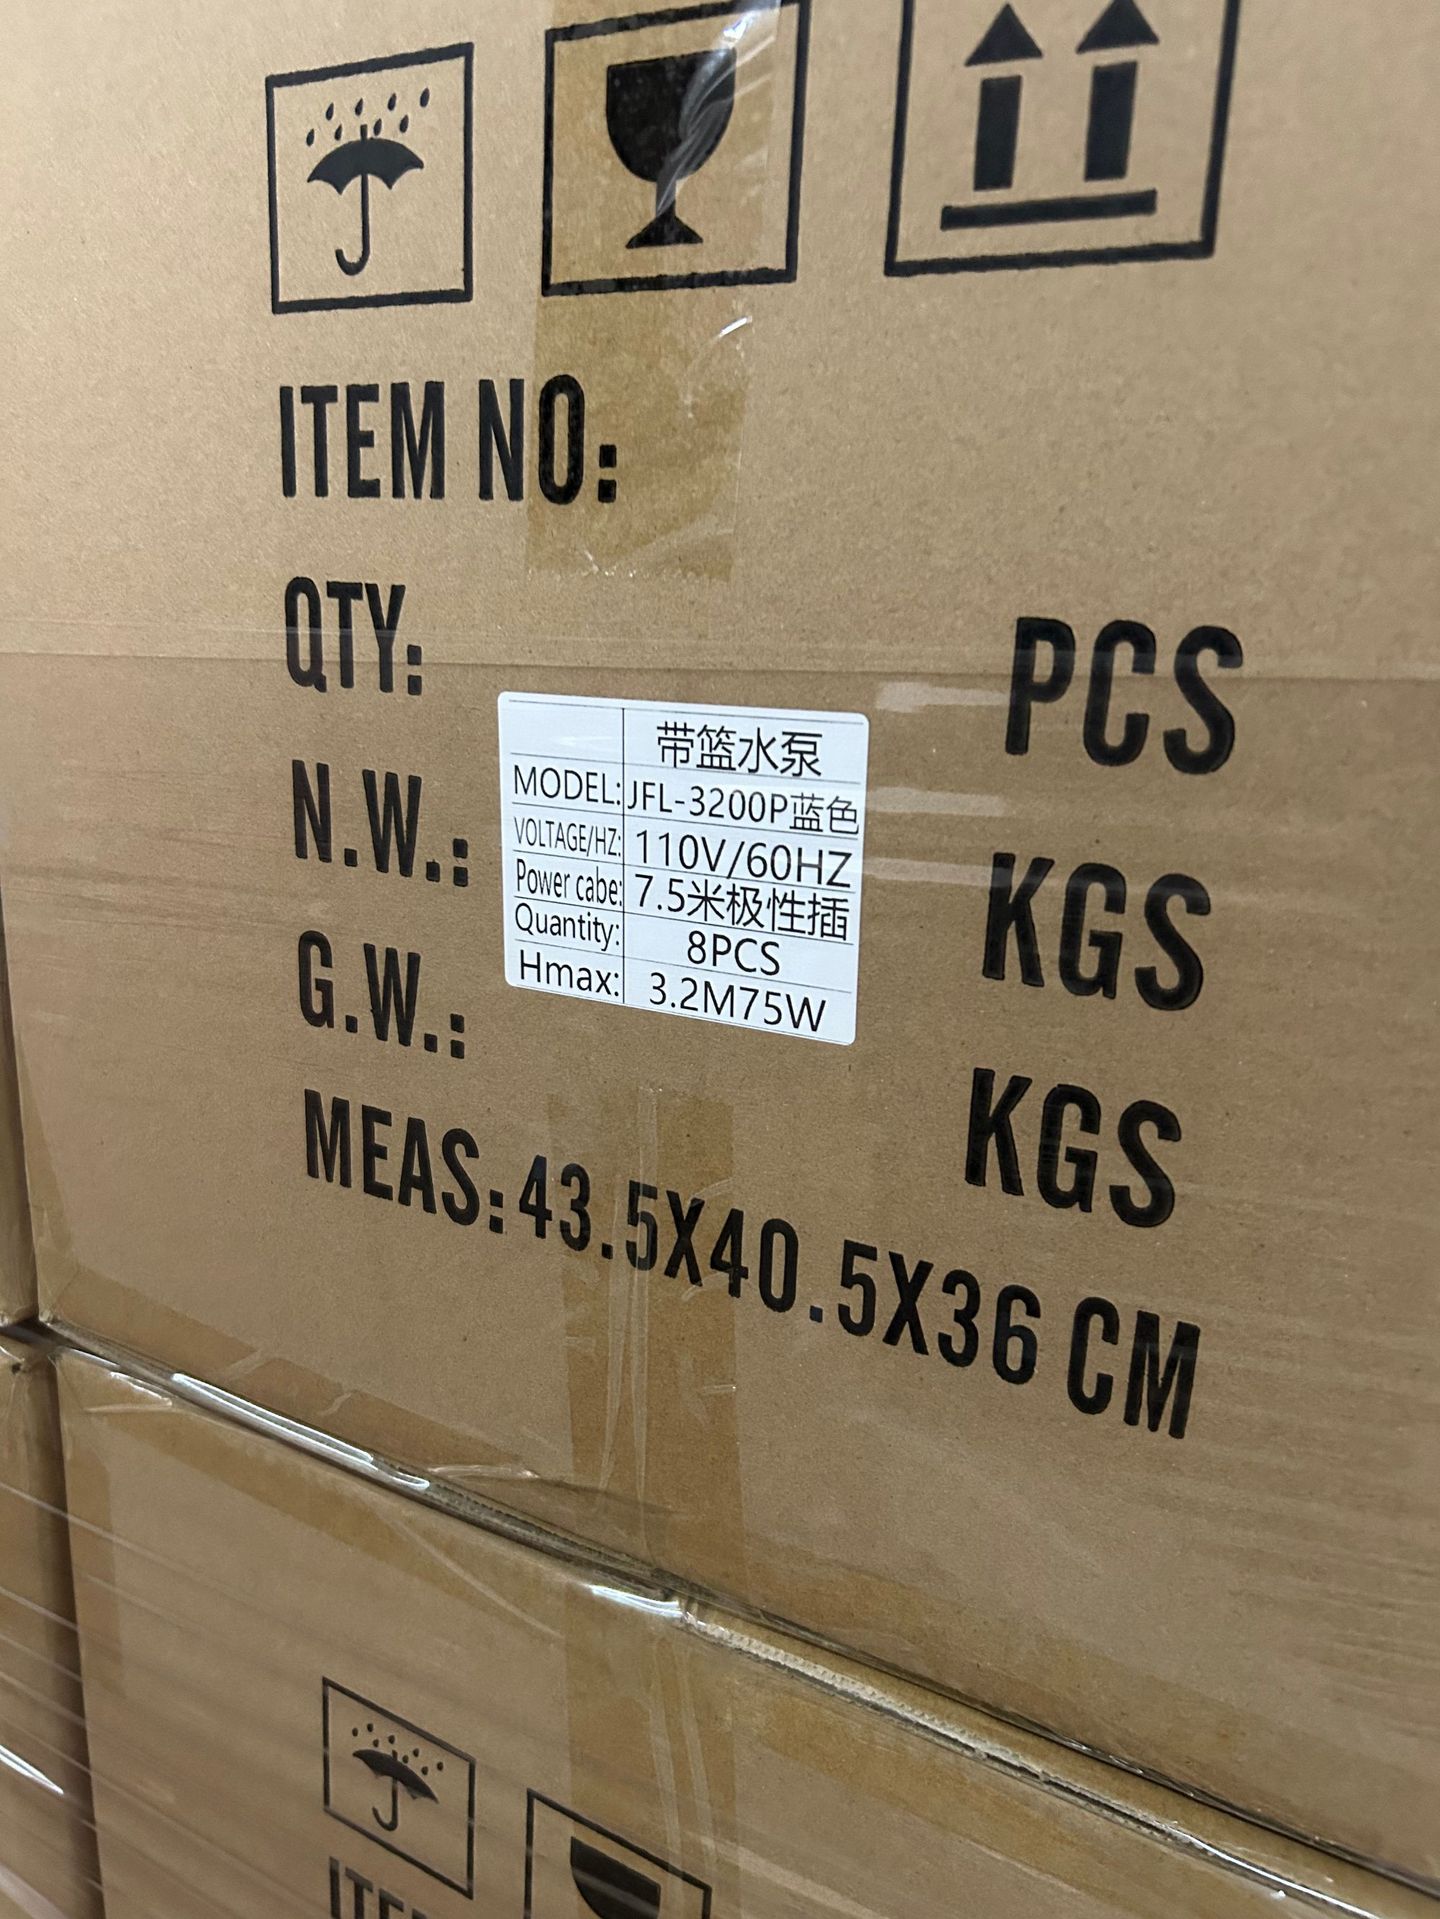 ITEM NO:
QTY: PCS
N.W.: KGS
G.W.: KGS
MEAS: 43.5X40.5X36 CM
带篮水泵
MODEL: JFL-3200P蓝色
VOLTAGE/HZ: 110V/60HZ
Power cabe: 7.5米极性插
Quantity: 8PCS
Hmax: 3.2M75W